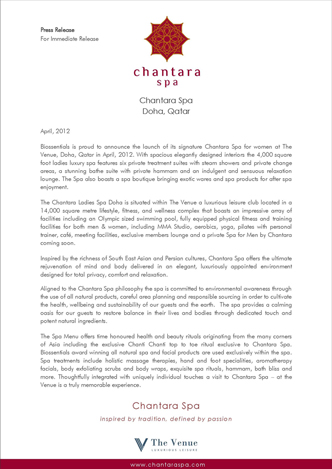 Press Release
For Immediate Release
chantara
spa
Chantara Spa
Doha, Qatar
April, 2012
Biossentials is proud to announce the launch of its signature Chantara Spa for women at The
Venue, Doha, Qatar in April, 2012. With spacious elegantly designed interiors the 4,000 square
foot ladies luxury spa features six private treatment suites with steam showers and private change
areas, a stunning bathe suite with private hammam and an indulgent and sensuous relaxation
lounge. The Spa also boasts a spa boutique bringing exotic wares and spa products for after spa
enjoyment.
The Chantara Ladies Spa Doha is situated within The Venue a luxurious leisure club located in a
14,000 square metre lifestyle, fitness, and wellness complex that boasts an impressive array of
facilities including an Olympic sized swimming pool, fully equipped physical fitness and training
facilities for both men & women, including MMA Studio, aerobics, yoga, pilates with personal
trainer, café, meeting facilities, exclusive members lounge and a private Spa for Men by Chantara
coming soon.
Inspired by the richness of South East Asian and Persian cultures, Chantara Spa offers the ultimate
rejuvenation of mind and body delivered in an elegant, luxuriously appointed environment
designed for total privacy, comfort and relaxation.
Aligned to the Chantara Spa philosophy the spa is committed to environmental awareness through
the use of all natural products, careful area planning and responsible sourcing in order to cultivate
the health, wellbeing and sustainability of our guests and the earth. The spa provides a calming
oasis for our guests to restore balance in their lives and bodies through dedicated touch and
potent natural ingredients.
The Spa Menu offers time honoured health and beauty rituals originating from the many corners
of Asia including the exclusive Chanti Chanti top to toe ritual exclusive to Chantara Spa.
Biossentials award winning all natural spa and facial products are used exclusively within the spa.
Spa treatments include holistic massage therapies, hand and foot specialities, aromatherapy
facials, body exfoliating scrubs and body wraps, exquisite spa rituals, hammam, bath bliss and
more. Thoughtfully integrated with uniquely individual touches a visit to Chantara Spa – at the
Venue is a truly memorable experience.
Chantara Spa
inspired by tradition, defined by passion
The Venue
LUXURIOUS LEISURE
www.chantaraspa.com